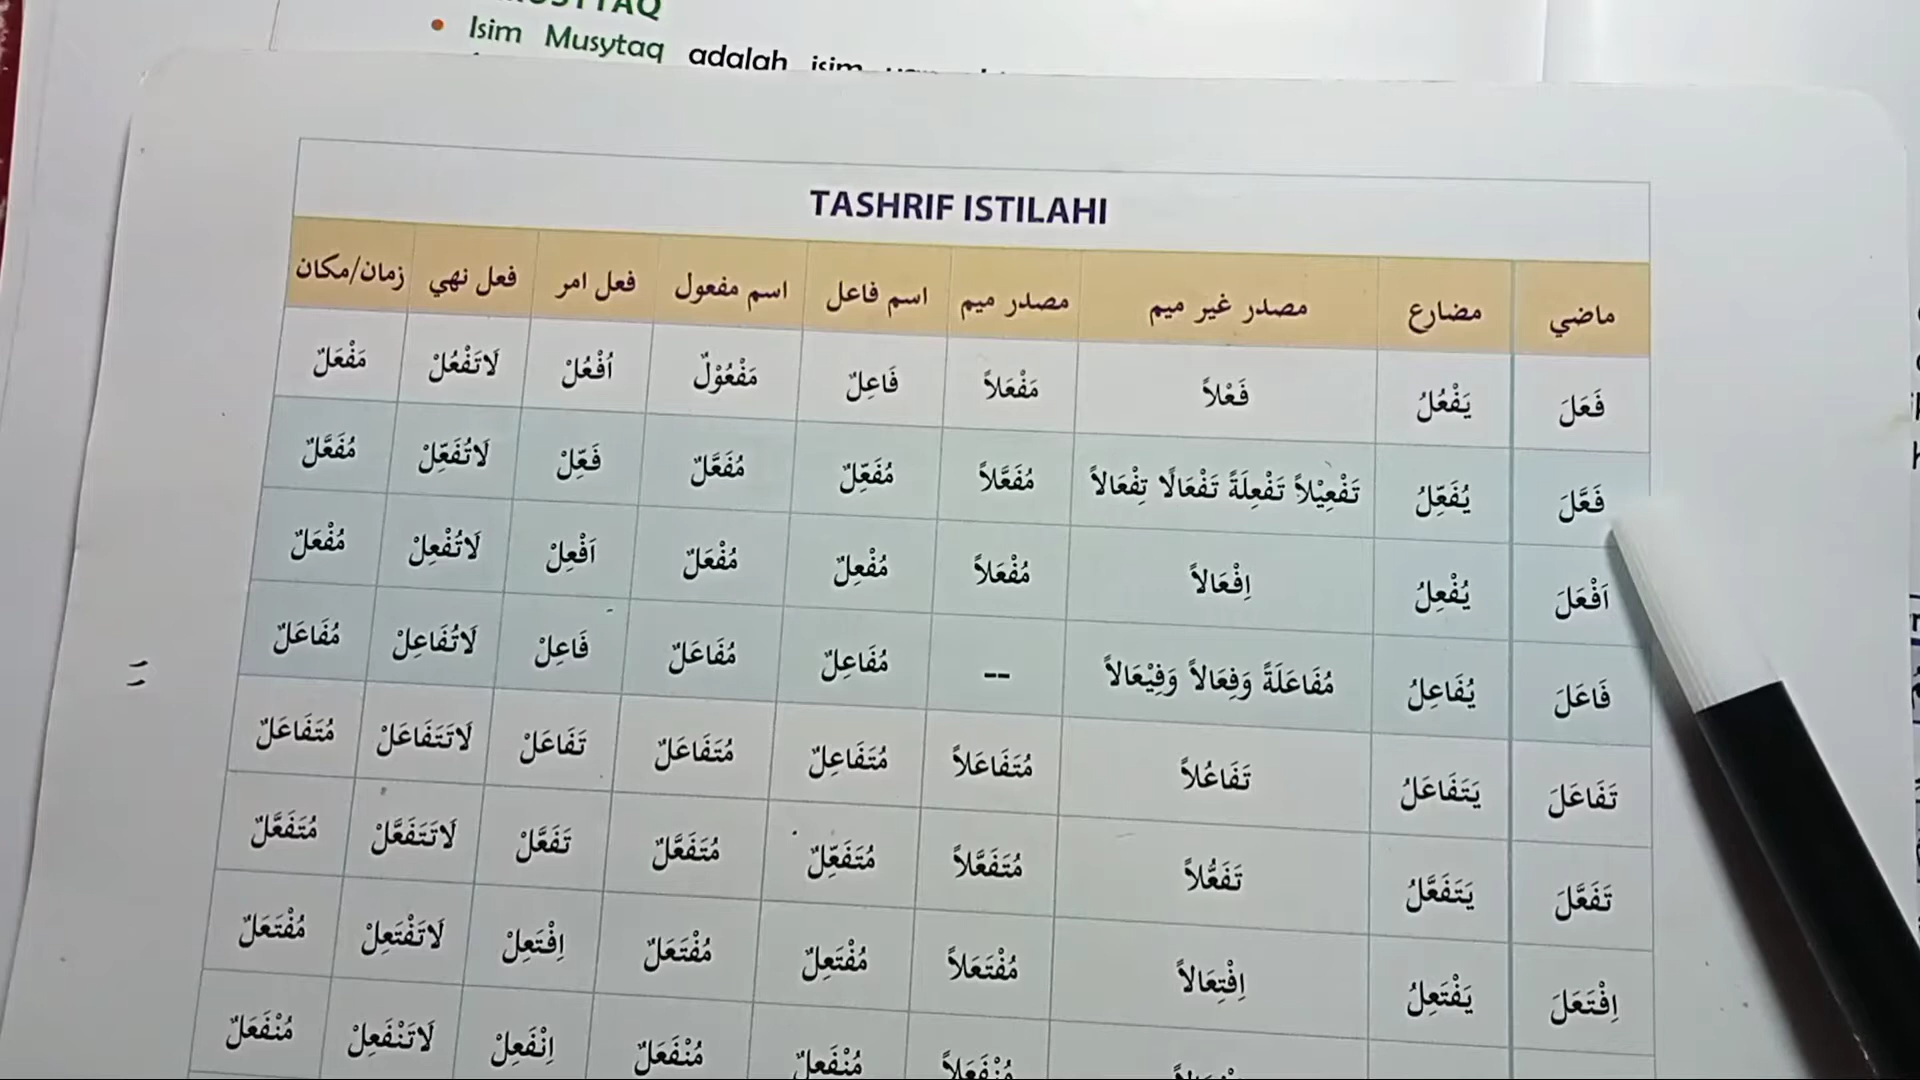 Isim Musytaq adalah isim
TASHRIF ISTILAHI
ماضي مضارع مصدر غير ميم مصدر ميم اسم فاعل اسم مفعول فعل امر فعل نهي زمان/مكان
فَعَلَ يَفْعُلُ فَعْلاً مَفْعَلاً فَاعِلٌ مَفْعُوْلٌ اُفْعُلْ لَاتَفْعُلْ مَفْعَلٌ
فَعَّلَ يُفَعِّلُ تَفْعِيْلاً تَفْعِلَةً تَفْعَالًا تِفْعَالاً مُفَعَّلاً مُفَعِّلٌ مُفَعَّلٌ فَعِّلْ لَاتُفَعِّلْ مُفَعَّلٌ
اَفْعَلَ يُفْعِلُ اِفْعَالاً مُفْعَلاً مُفْعِلٌ مُفْعَلٌ اَفْعِلْ لَاتُفْعِلْ مُفْعَلٌ
فَاعَلَ يُفَاعِلُ مُفَاعَلَةً وَفِعَالاً وَفِيْعَالاً -- مُفَاعِلٌ مُفَاعَلٌ فَاعِلْ لَاتُفَاعِلْ مُفَاعَلٌ
تَفَاعَلَ يَتَفَاعَلُ تَفَاعُلاً مُتَفَاعَلاً مُتَفَاعِلٌ مُتَفَاعَلٌ تَفَاعَلْ لَاتَتَفَاعَلْ مُتَفَاعَلٌ
تَفَعَّلَ يَتَفَعَّلُ تَفَعُّلاً مُتَفَعَّلاً مُتَفَعِّلٌ مُتَفَعَّلٌ تَفَعَّلْ لَاتَتَفَعَّلْ مُتَفَعَّلٌ
اِفْتَعَلَ يَفْتَعِلُ اِفْتِعَالاً مُفْتَعَلاً مُفْتَعِلٌ مُفْتَعَلٌ اِفْتَعِلْ لَاتَفْتَعِلْ مُفْتَعَلٌ
مُنْفَعَلاً مُنْفَعِلٌ مُنْفَعَلٌ اِنْفَعِلْ لَاتَنْفَعِلْ مُنْفَعَلٌ